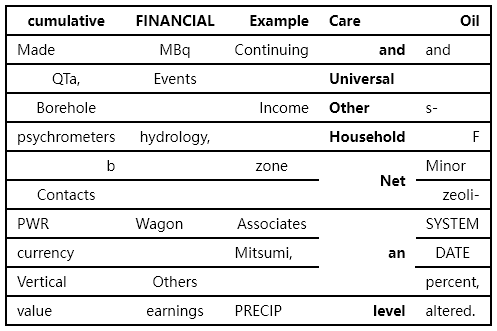 cumulative FINANCIAL Example Care Oil
Made MBq Continuing and and
QTa, Events Universal
Borehole Income Other s-
psychrometers hydrology, Household F
b zone Net Minor
Contacts zeoli-
PWR Wagon Associates an SYSTEM
currency Mitsumi, DATE
Vertical Others percent,
value earnings PRECIP level altered.